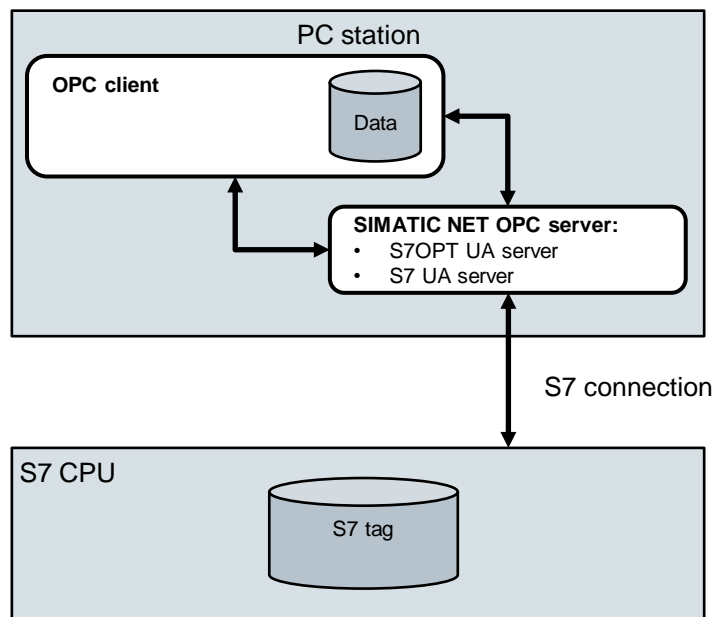 PC station
OPC client
Data
SIMATIC NET OPC server:
• S7OPT UA server
• S7 UA server
S7 connection
S7 CPU
S7 tag